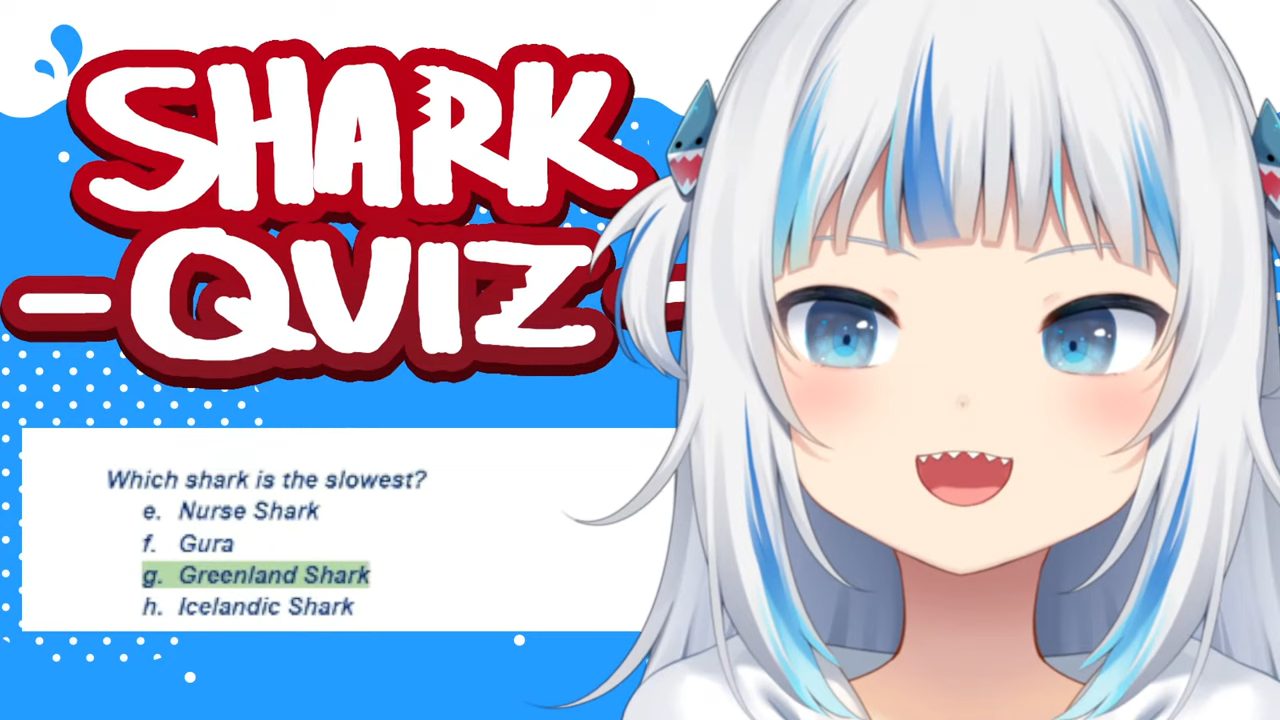 SHARK
-QUIZ-
Which shark is the slowest?
e. Nurse Shark
f. Gura
g. Greenland Shark
h. Icelandic Shark